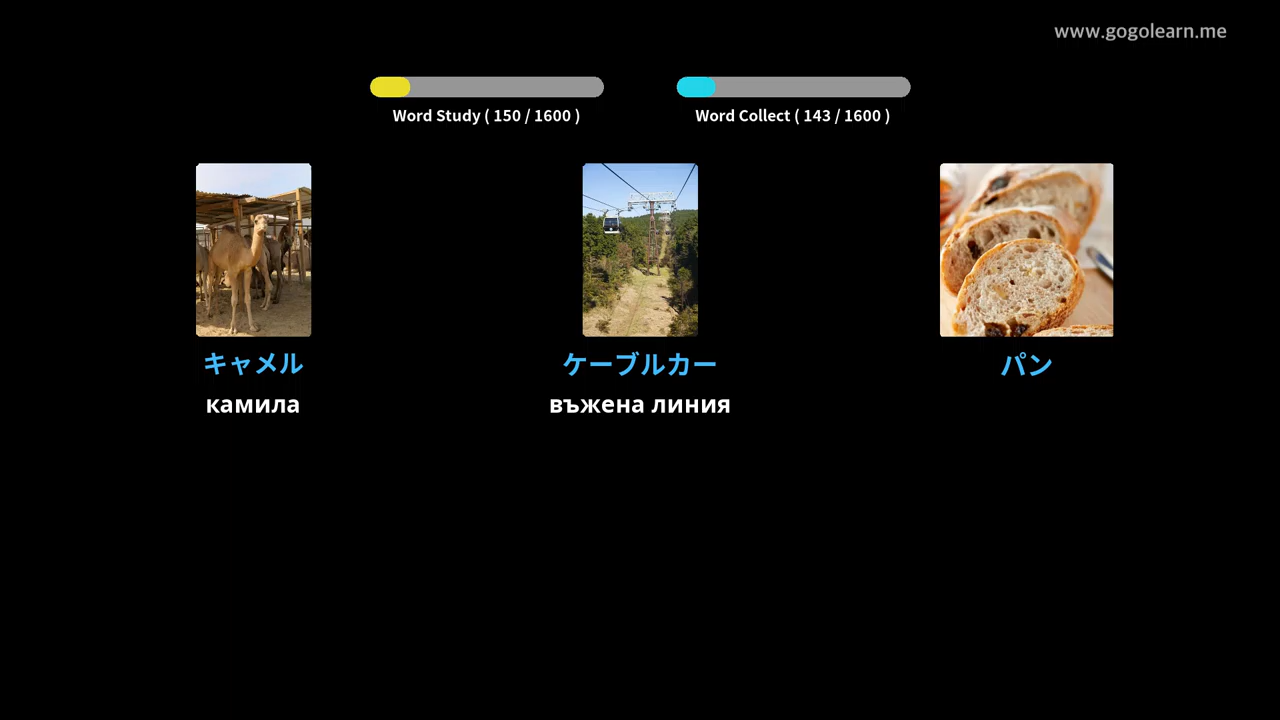 www.gogolearn.me
Word Study ( 150 / 1600 )
Word Collect ( 143 / 1600 )
キャメル
ケーブルカー
パン
камила
въжена линия